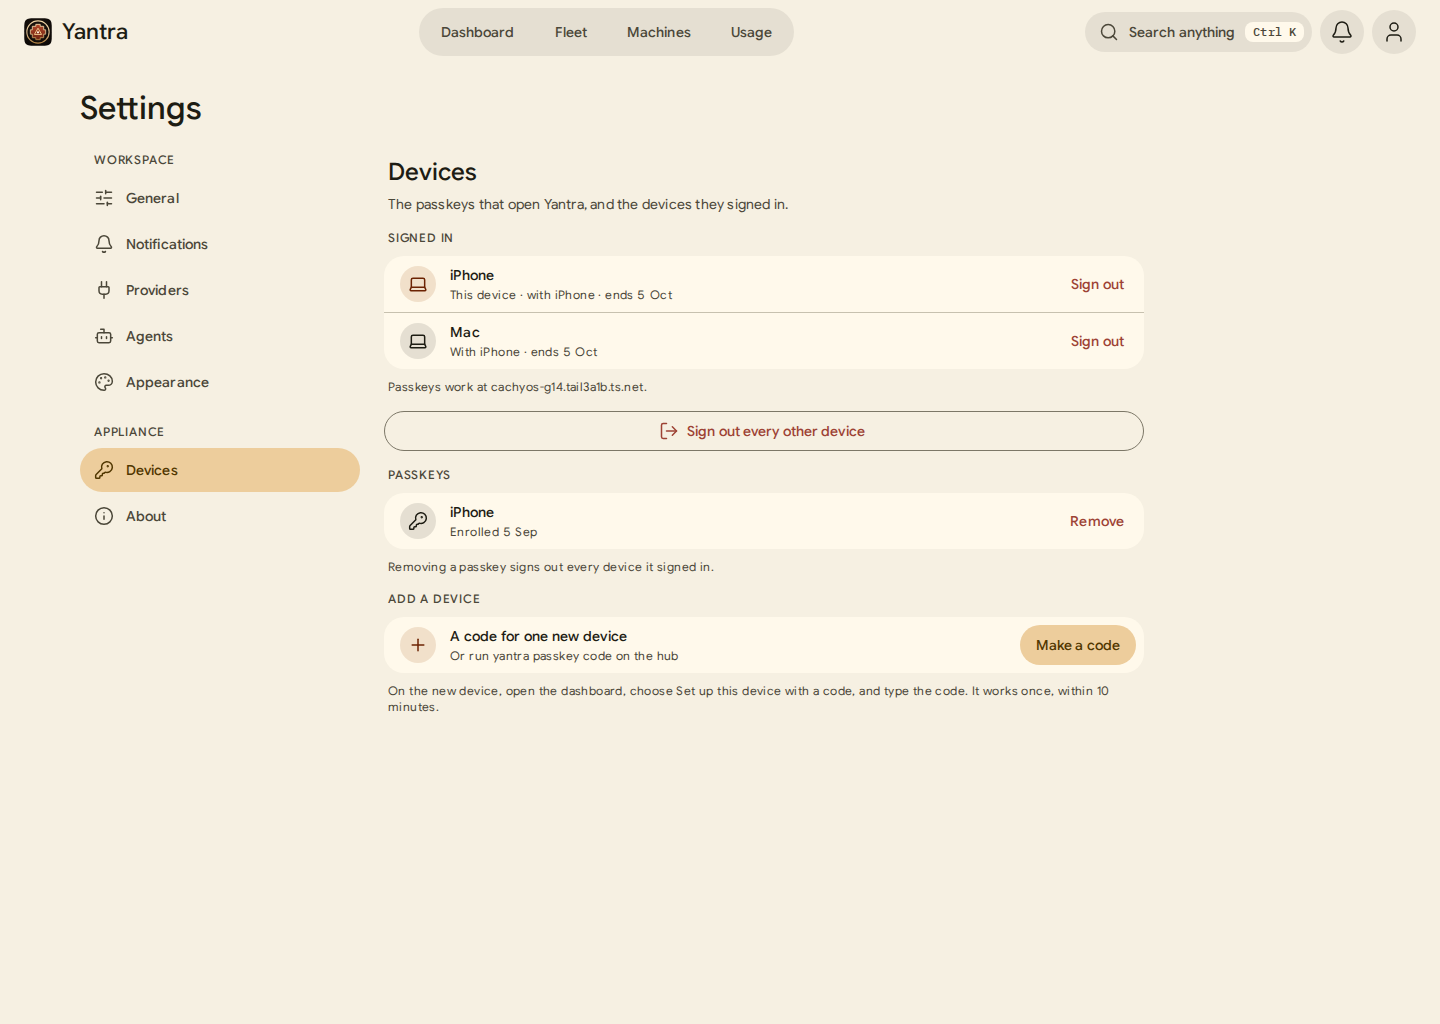 Yantra
Dashboard
Fleet
Machines
Usage
Search anything
Ctrl K
Settings
WORKSPACE
General
Notifications
Providers
Agents
Appearance
APPLIANCE
Devices
About
Devices
The passkeys that open Yantra, and the devices they signed in.
SIGNED IN
iPhone
This device · with iPhone · ends 5 Oct
Sign out
Mac
With iPhone · ends 5 Oct
Sign out
Passkeys work at cachyos-g14.tail3a1b.ts.net.
Sign out every other device
PASSKEYS
iPhone
Enrolled 5 Sep
Remove
Removing a passkey signs out every device it signed in.
ADD A DEVICE
A code for one new device
Or run yantra passkey code on the hub
Make a code
On the new device, open the dashboard, choose Set up this device with a code, and type the code. It works once, within 10
minutes.